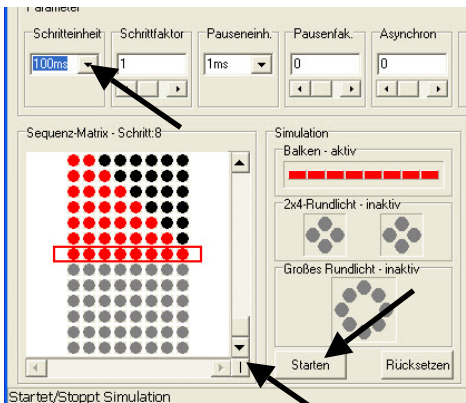 Parameter
Schritteinheit Schrittfaktor Pauseneinh. Pausenfak. Asynchron
100ms 1 1ms 0 0
Sequenz-Matrix - Schritt:8
Simulation
Balken - aktiv
2x4-Rundlicht - inaktiv
Großes Rundlicht - inaktiv
Starten Rücksetzen
Startet/Stoppt Simulation